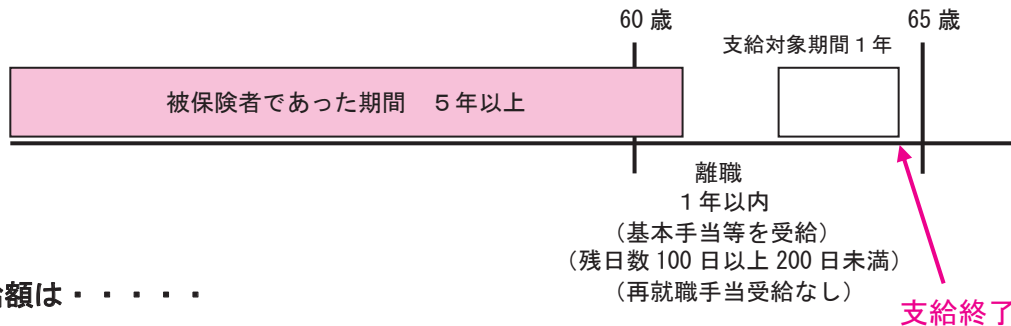 60 歳
65 歳
支給対象期間１年
被保険者であった期間　５年以上
離職
１年以内
（基本手当等を受給）
（残日数 100 日以上 200 日未満）
（再就職手当受給なし）
支給終了
額は・・・・・